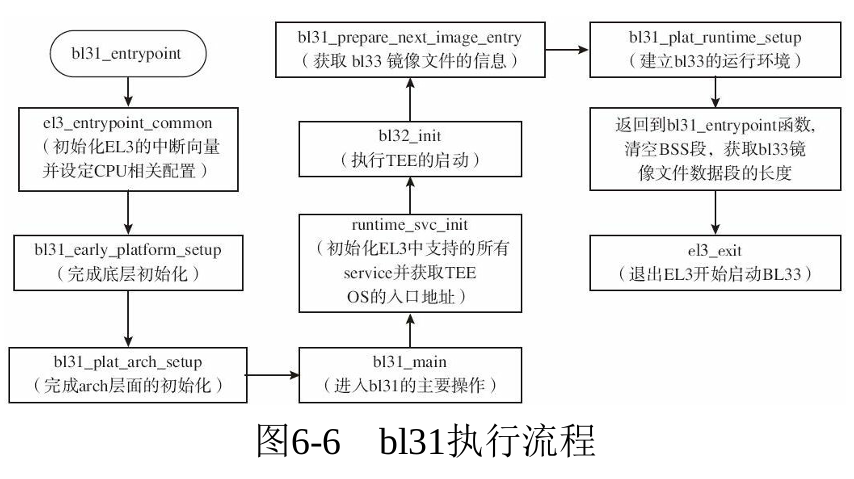 bl31_entrypoint
el3_entrypoint_common
（初始化EL3的中断向量
并设定CPU相关配置）
bl31_early_platform_setup
（完成底层初始化）
bl31_plat_arch_setup
（完成arch层面的初始化）
bl31_main
（进入bl31的主要操作）
runtime_svc_init
（初始化EL3中支持的所有
service并获取TEE
OS的入口地址）
bl32_init
（执行TEE的启动）
bl31_prepare_next_image_entry
（获取 bl33 镜像文件的信息）
bl31_plat_runtime_setup
（建立bl33的运行环境）
返回到bl31_entrypoint函数,
清空BSS段，获取bl33镜
像文件数据段的长度
el3_exit
（退出EL3开始启动BL33）
图6-6 bl31执行流程